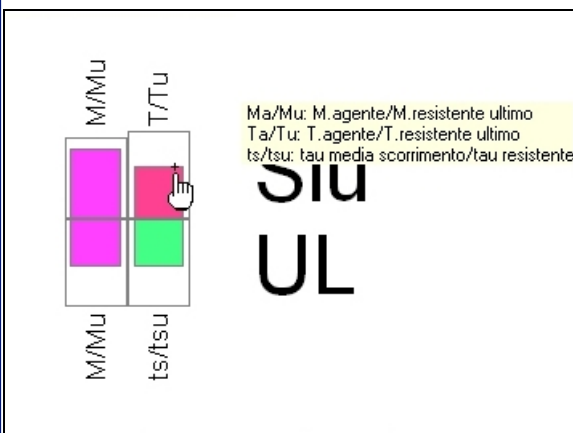 M/Mu
T/Tu
Ma/Mu: M.agente/M.resistente ultimo
Ta/Tu: T.agente/T.resistente ultimo
ts/tsu: tau media scorrimento/tau resistente
Slu
UL
M/Mu
ts/tsu